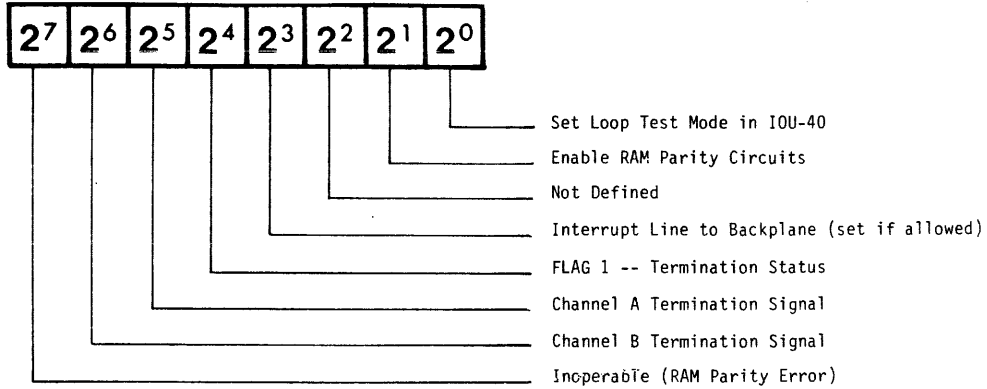 2⁷ 2⁶ 2⁵ 2⁴ 2³ 2² 2¹ 2⁰
Set Loop Test Mode in IOU-40
Enable RAM Parity Circuits
Not Defined
Interrupt Line to Backplane (set if allowed)
FLAG 1 -- Termination Status
Channel A Termination Signal
Channel B Termination Signal
Inoperable (RAM Parity Error)